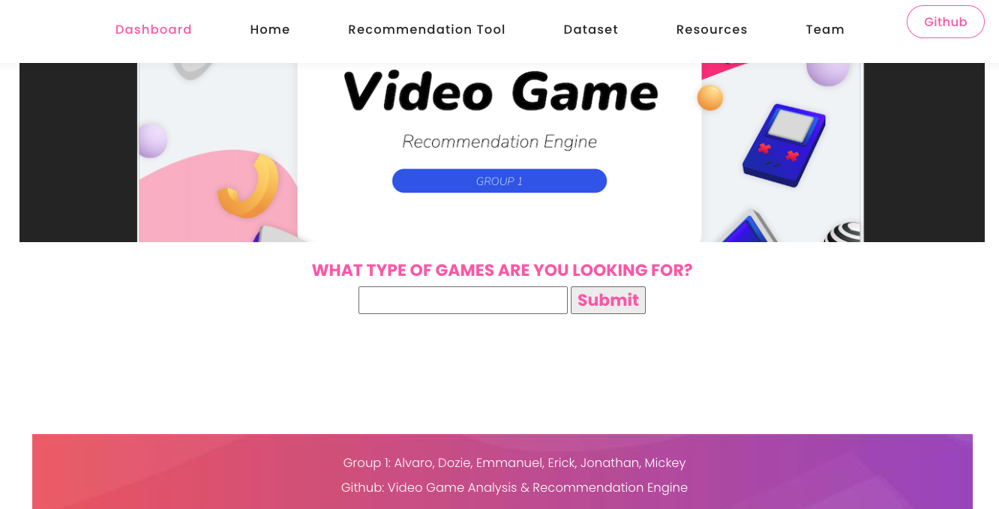 Dashboard Home Recommendation Tool Dataset Resources Team Github
Video Game
Recommendation Engine
GROUP 1
WHAT TYPE OF GAMES ARE YOU LOOKING FOR?
Submit
Group 1: Alvaro, Dozie, Emmanuel, Erick, Jonathan, Mickey
Github: Video Game Analysis & Recommendation Engine